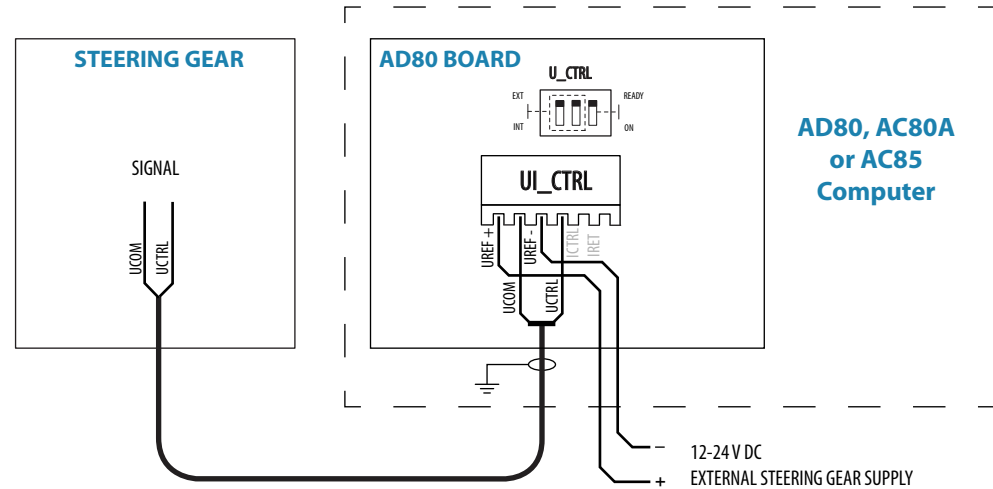 STEERING GEAR
SIGNAL
UCOM
UCTRL
AD80 BOARD
U_CTRL
EXT
READY
INT
ON
UI_CTRL
UREF +
UCOM
UREF -
UCTRL
ICTRL
IRET
AD80, AC80A
or AC85
Computer
- 12-24 V DC
+ EXTERNAL STEERING GEAR SUPPLY